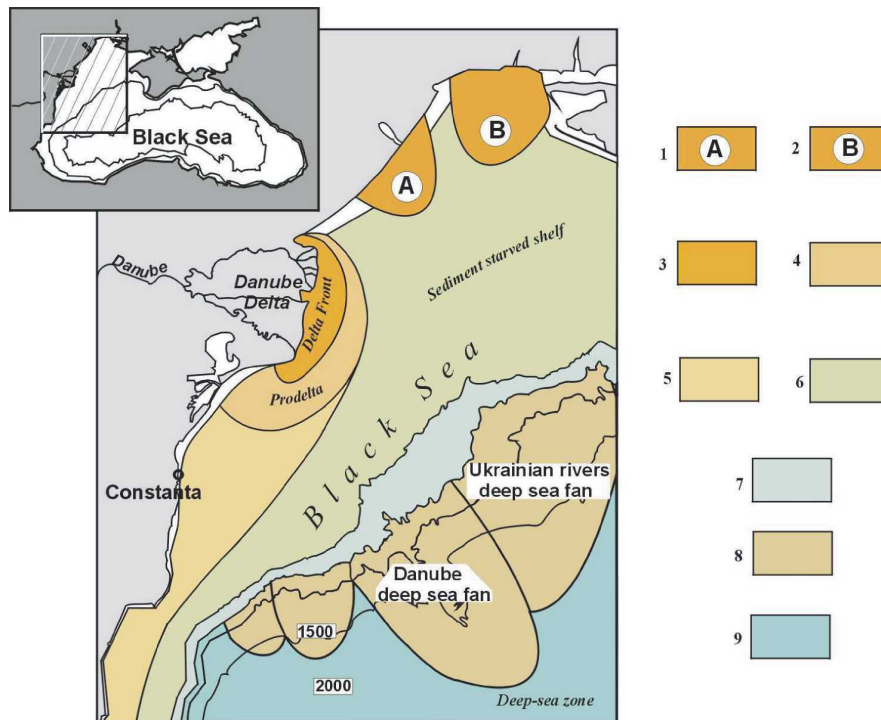 Black Sea
B
A
Sediment starved shelf
Danube
Danube
Delta
Delta Front
Prodelta
Black Sea
Constanta
Ukrainian rivers
deep sea fan
Danube
deep sea fan
1500
2000
Deep-sea zone
1 A
2 B
3
4
5
6
7
8
9